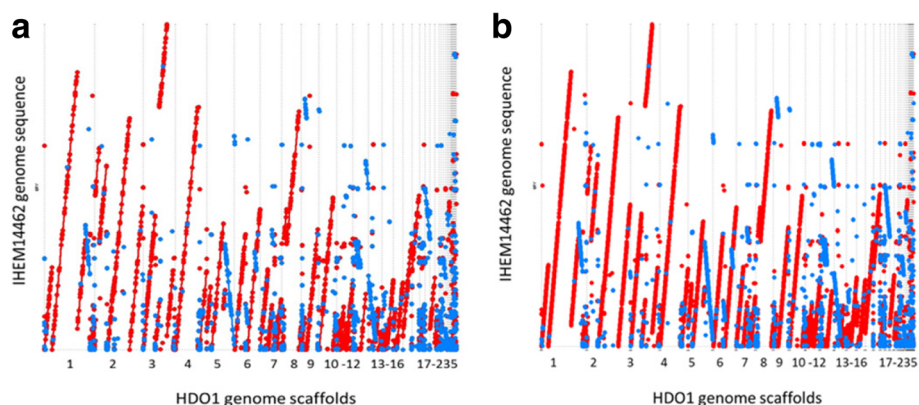 a
b
IHEM14462 genome sequence
1 2 3 4 5 6 7 8 9 10 -12 13-16 17-235
HDO1 genome scaffolds
IHEM14462 genome sequence
1 2 3 4 5 6 7 8 9 10-12 13-16 17-235
HDO1 genome scaffolds